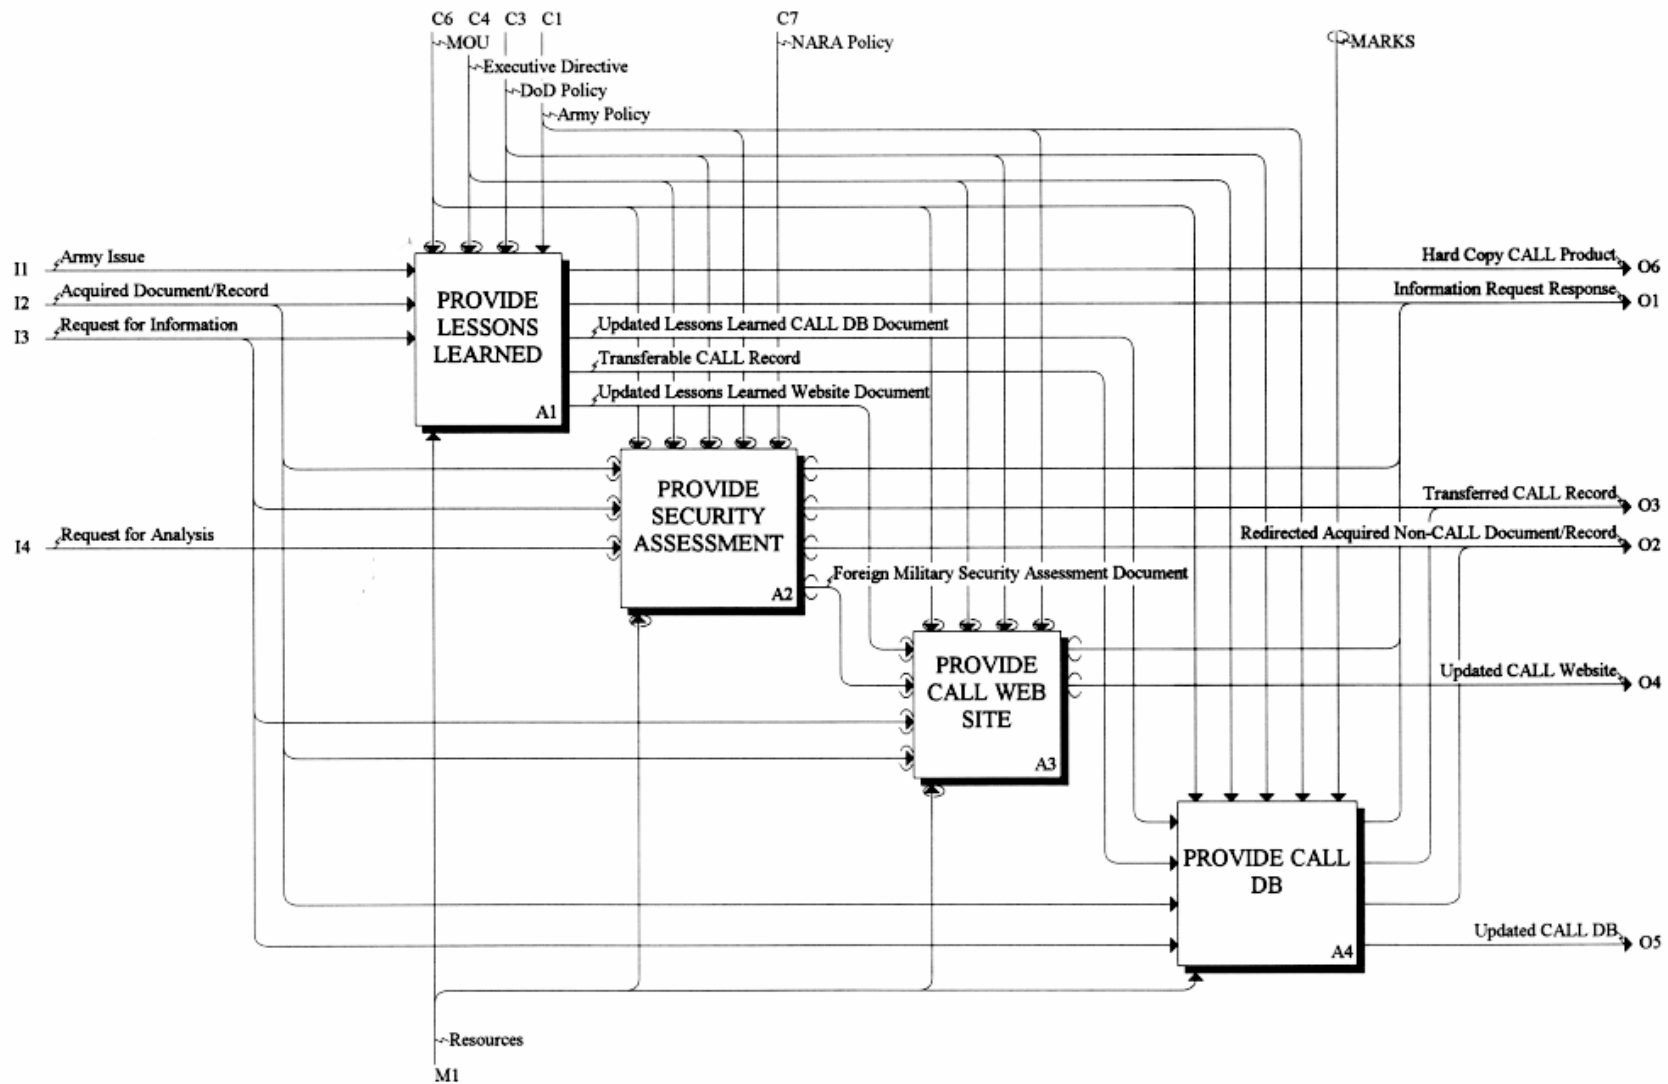 C6 C4 C3 C1 C7
MOU NARA Policy MARKS
Executive Directive
DoD Policy
Army Policy
I1 Army Issue Hard Copy CALL Product O6
I2 Acquired Document/Record Information Request Response O1
I3 Request for Information
PROVIDE
LESSONS
LEARNED
A1
Updated Lessons Learned CALL DB Document
Transferable CALL Record
Updated Lessons Learned Website Document
PROVIDE
SECURITY
ASSESSMENT
A2
Transferred CALL Record O3
I4 Request for Analysis Redirected Acquired Non-CALL Document/Record O2
Foreign Military Security Assessment Document
PROVIDE
CALL WEB
SITE
A3
Updated CALL Website O4
PROVIDE CALL
DB
A4
Updated CALL DB O5
Resources
M1